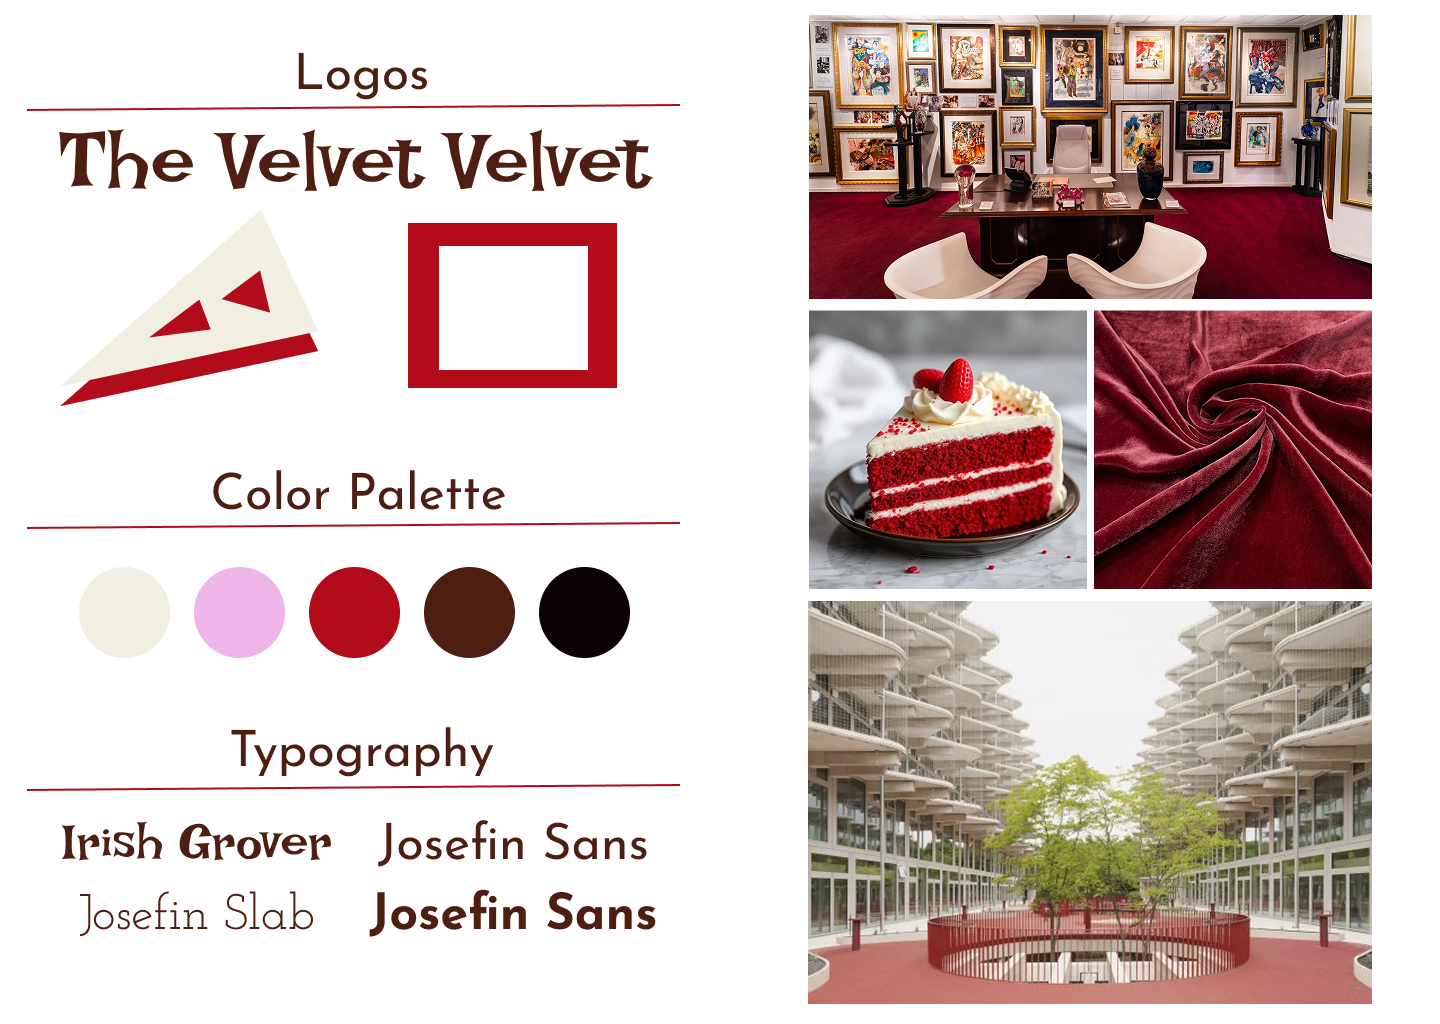 Logos
The Velvet Velvet
Color Palette
Typography
Irish Grover
Josefin Sans
Josefin Slab
Josefin Sans